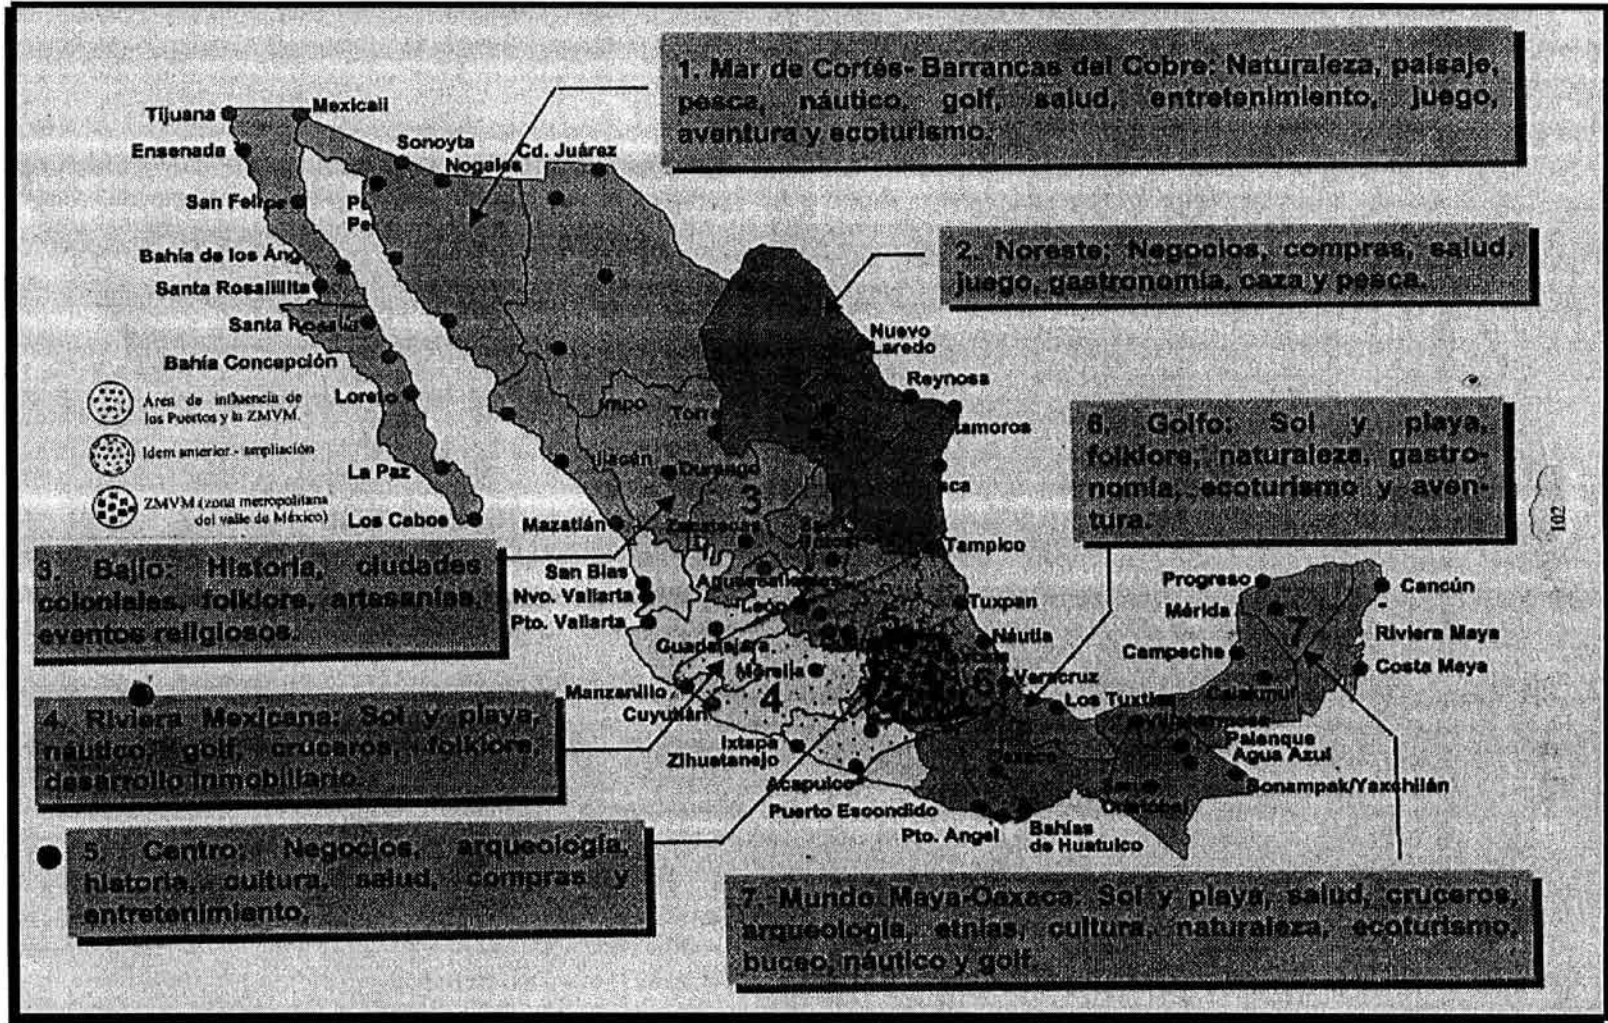 1. Mar de Cortés- Barrancas del Cobre: Naturaleza, paisaje,
pesca, náutico, golf, salud, entretenimiento, juego,
aventura y ecoturismo.
Tijuana
Mexicali
Ensenada
Sonoyta
Nogales
Cd. Juárez
San Felipe
Bahía de los Áng
2. Noreste: Negocios, compras, salud,
juego, gastronomía, caza y pesca.
Santa Rosalillita
Santa Rosalía
Bahía Concepción
Nuevo
Laredo
Reynosa
Área de influencia de
los Puertos y la ZMVM.
Loreto
Idem anterior - ampliación
La Paz
ZMVM (zona metropolitana
del valle de México)
Los Cabos
Durango
3
tamoros
6. Golfo: Sol y playa,
folklore, naturaleza, gastro-
nomía, ecoturismo y aven-
tura.
102
Mazatlán
Zacatecas
Tampico
3. Bajío: Historia, ciudades
coloniales, folklore, artesanías,
eventos religiosos.
San Blas
Nvo. Vallarta
Pto. Vallarta
Aguascalientes
León
Tuxpan
Progreso
Cancún
Mérida
7
Riviera Maya
Guadalajara
Náutla
Campeche
Costa Maya
Morelia
Manzanillo
4
Cuyutlán
6
Veracruz
Los Tuxtlas
Calakmul
4. Riviera Mexicana: Sol y playa,
náutico, golf, cruceros, folklore,
desarrollo inmobiliario.
Ixtapa
Zihuatanejo
Palenque
Agua Azul
Acapulco
Bonampak/Yaxchilán
Puerto Escondido
Pto. Angel
Bahías
de Huatulco
5. Centro: Negocios, arqueología,
historia, cultura, salud, compras y
entretenimiento.
7. Mundo Maya-Oaxaca: Sol y playa, salud, cruceros,
arqueología, etnias, cultura, naturaleza, ecoturismo,
buceo, náutico y golf.